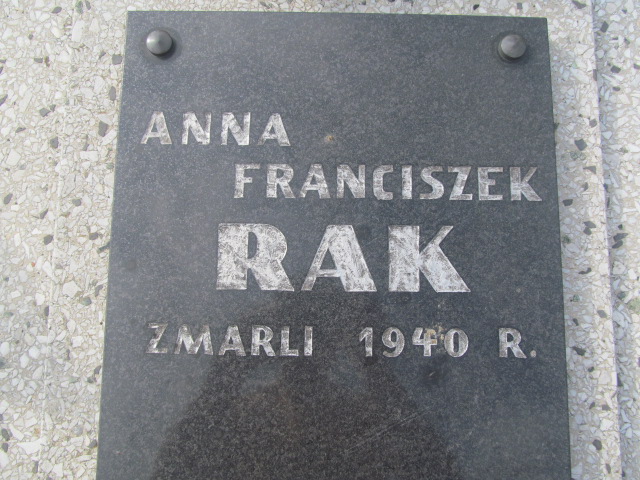 ANNA
FRANCISZEK
RAK
ZMARLI 1940 R.